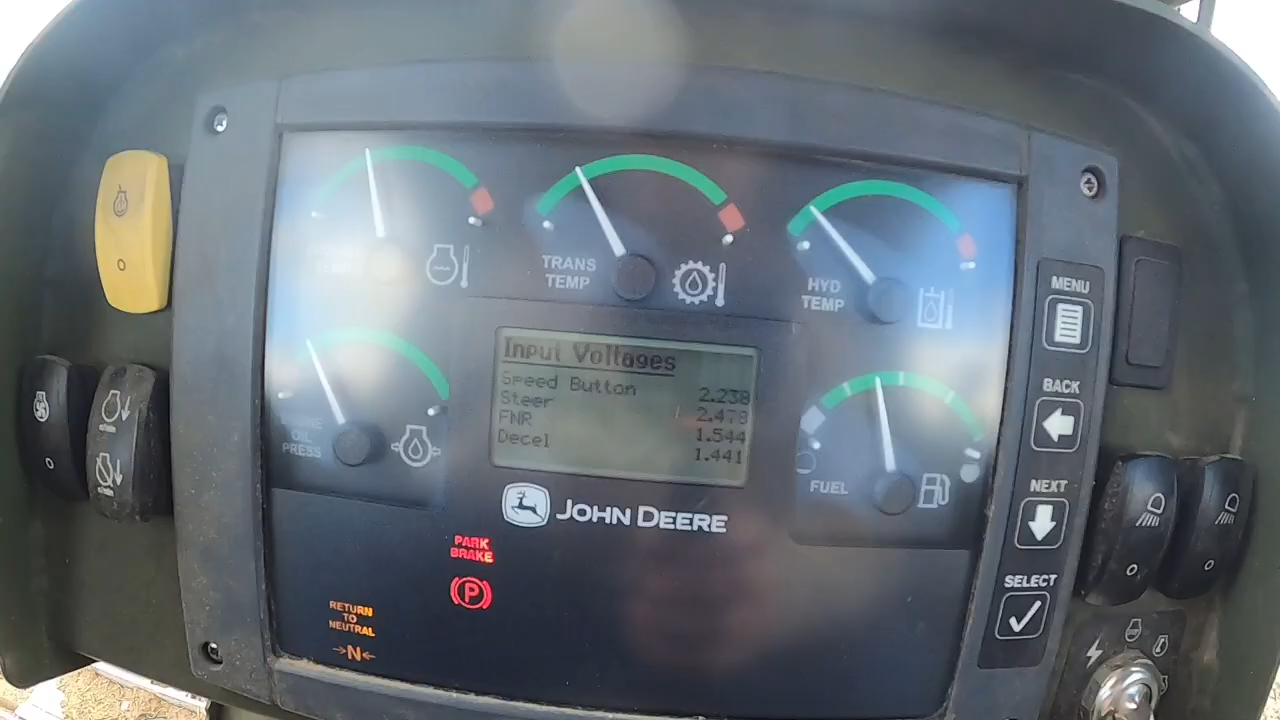 TRANS
TEMP
HYD
TEMP
MENU
BACK
NEXT
SELECT
Input Voltages
Speed Button 2.238
Steer 2.478
FNR 1.544
Decel 1.441
OIL
PRESS
FUEL
JOHN DEERE
PARK
BRAKE
P
RETURN
TO
NEUTRAL
N